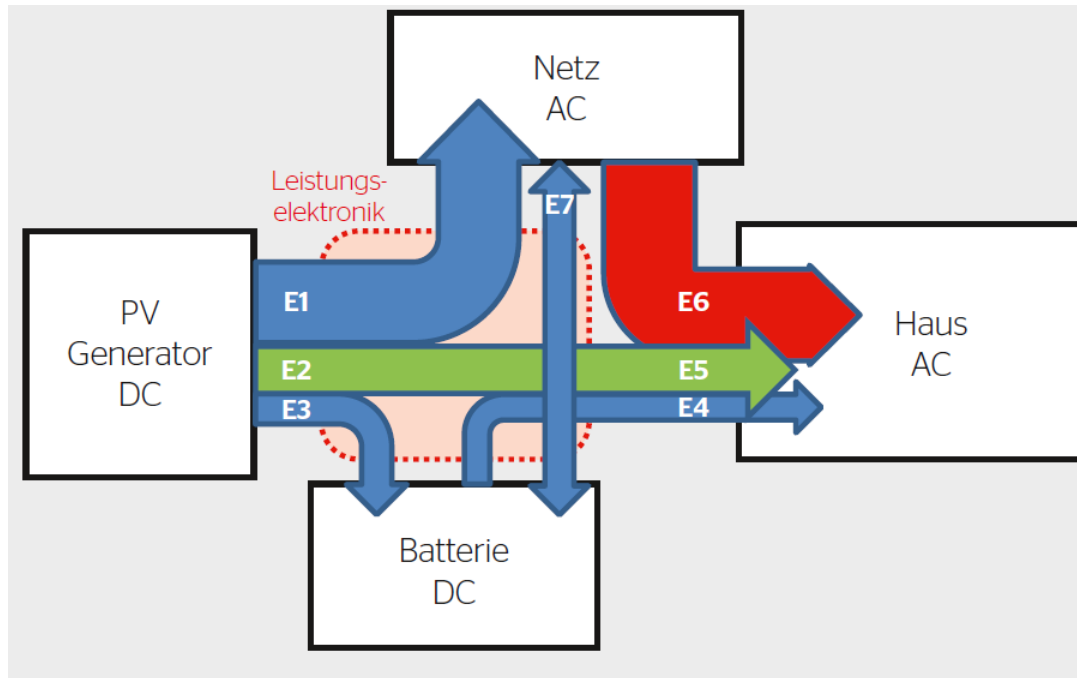 Netz
AC
Leistungs-
elektronik
E7
PV
Generator
DC
E1
E6
Haus
AC
E2
E5
E3
E4
Batterie
DC